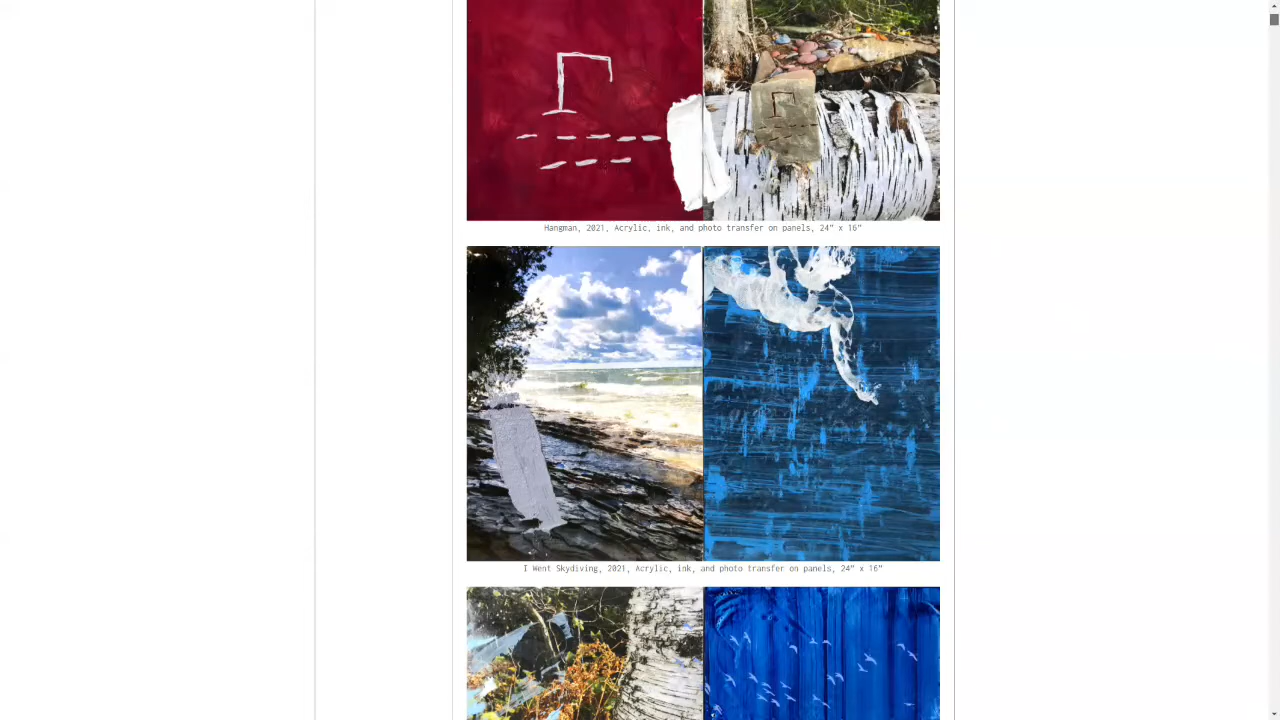 Hangman, 2021, Acrylic, ink, and photo transfer on panels, 24” x 16”
I Went Skydiving, 2021, Acrylic, ink, and photo transfer on panels, 24” x 16”